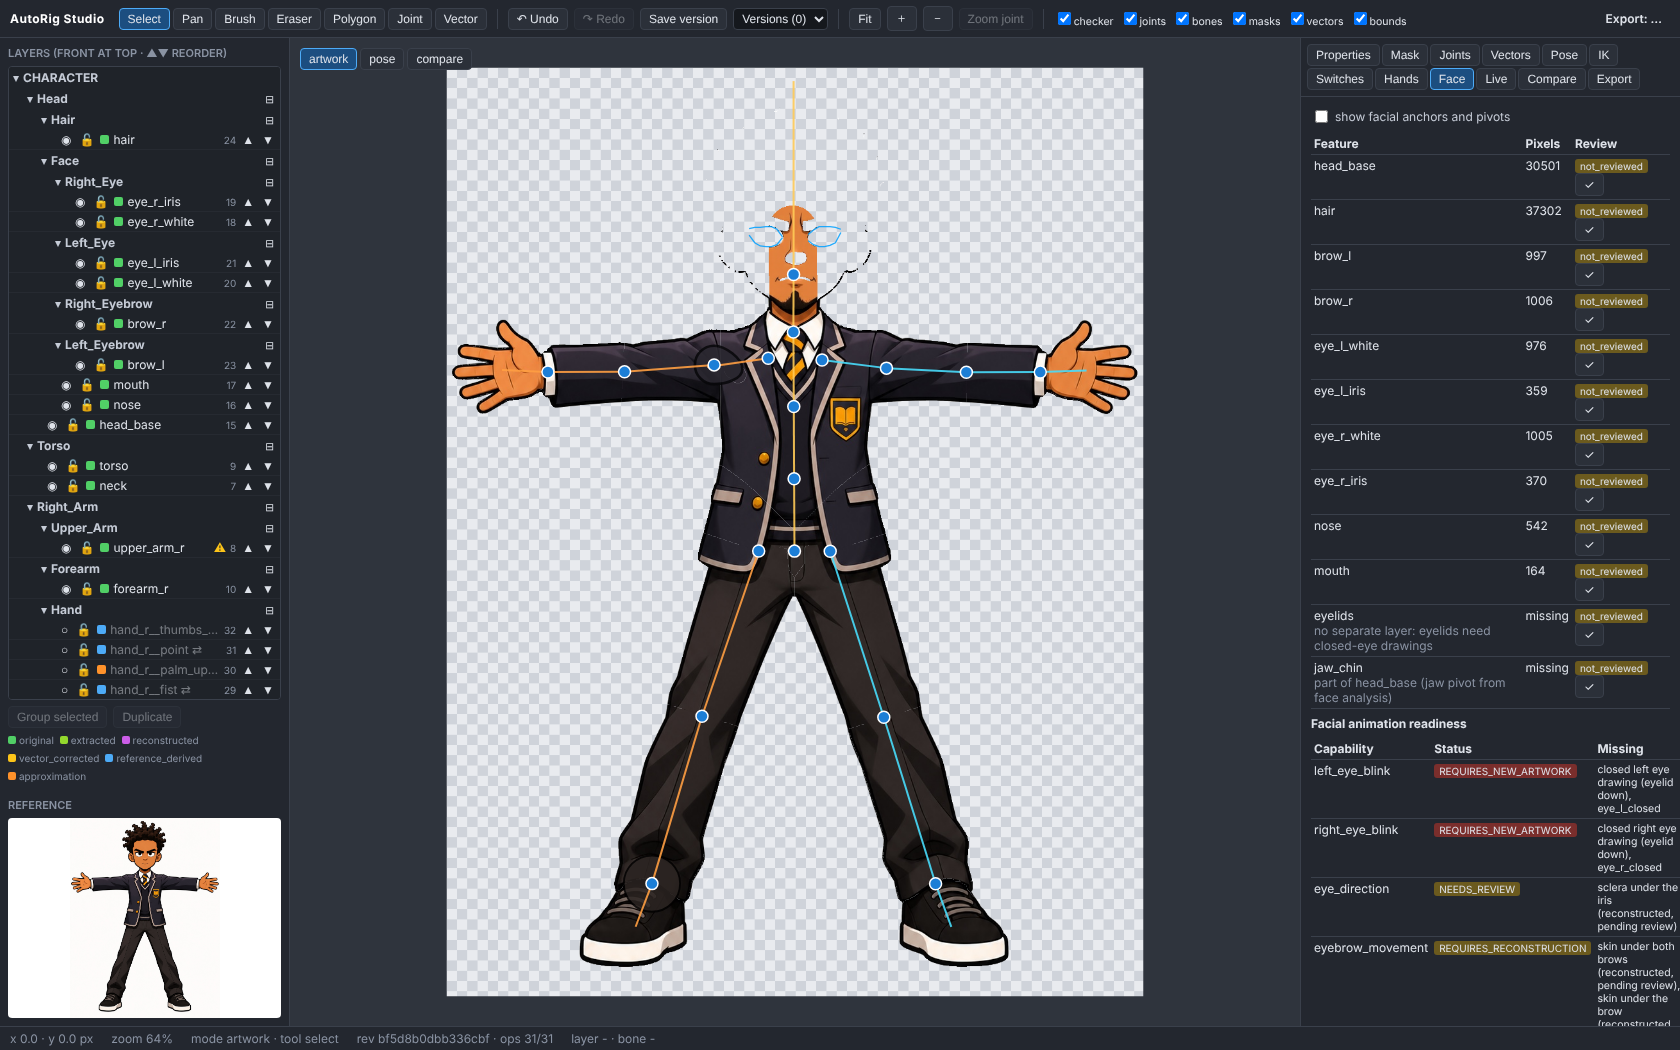 AutoRig Studio Select Pan Brush Eraser Polygon Joint Vector ↶ Undo ↷ Redo Save version Versions (0) Fit + − Zoom joint checker joints bones masks vectors bounds Export: ...
LAYERS (FRONT AT TOP · ▲▼ REORDER)
▾ CHARACTER
▾ Head
▾ Hair
hair 24 ▲ ▼
▾ Face
▾ Right_Eye
eye_r_iris 19 ▲ ▼
eye_r_white 18 ▲ ▼
▾ Left_Eye
eye_l_iris 21 ▲ ▼
eye_l_white 20 ▲ ▼
▾ Right_Eyebrow
brow_r 22 ▲ ▼
▾ Left_Eyebrow
brow_l 23 ▲ ▼
mouth 17 ▲ ▼
nose 16 ▲ ▼
head_base 15 ▲ ▼
▾ Torso
torso 9 ▲ ▼
neck 7 ▲ ▼
▾ Right_Arm
▾ Upper_Arm
upper_arm_r ⚠ 8 ▲ ▼
▾ Forearm
forearm_r 10 ▲ ▼
▾ Hand
hand_r__thumbs_... 32 ▲ ▼
hand_r__point ⇄ 31 ▲ ▼
hand_r__palm_up... 30 ▲ ▼
hand_r__fist ⇄ 29 ▲ ▼
Group selected Duplicate
original extracted reconstructed
vector_corrected reference_derived
approximation
REFERENCE
artwork pose compare
Properties Mask Joints Vectors Pose IK
Switches Hands Face Live Compare Export
show facial anchors and pivots
Feature Pixels Review
head_base 30501 not_reviewed
✓
hair 37302 not_reviewed
✓
brow_l 997 not_reviewed
✓
brow_r 1006 not_reviewed
✓
eye_l_white 976 not_reviewed
✓
eye_l_iris 359 not_reviewed
✓
eye_r_white 1005 not_reviewed
✓
eye_r_iris 370 not_reviewed
✓
nose 542 not_reviewed
✓
mouth 164 not_reviewed
✓
eyelids missing not_reviewed
no separate layer: eyelids need ✓
closed-eye drawings
jaw_chin missing not_reviewed
part of head_base (jaw pivot from ✓
face analysis)
Facial animation readiness
Capability Status Missing
left_eye_blink REQUIRES_NEW_ARTWORK closed left eye
drawing (eyelid
down),
eye_l_closed
right_eye_blink REQUIRES_NEW_ARTWORK closed right eye
drawing (eyelid
down),
eye_r_closed
eye_direction NEEDS_REVIEW sclera under the
iris
(reconstructed,
pending review)
eyebrow_movement REQUIRES_RECONSTRUCTION skin under both
brows
(reconstructed,
pending review),
skin under the
brow
(reconstructed
x 0.0 · y 0.0 px zoom 64% mode artwork · tool select rev bf5d8b0dbb336cbf · ops 31/31 layer - · bone -